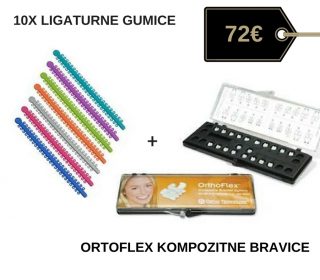 10X LIGATURNE GUMICE
72€
+
OrthoFlex
ORTOFLEX KOMPOZITNE BRAVICE